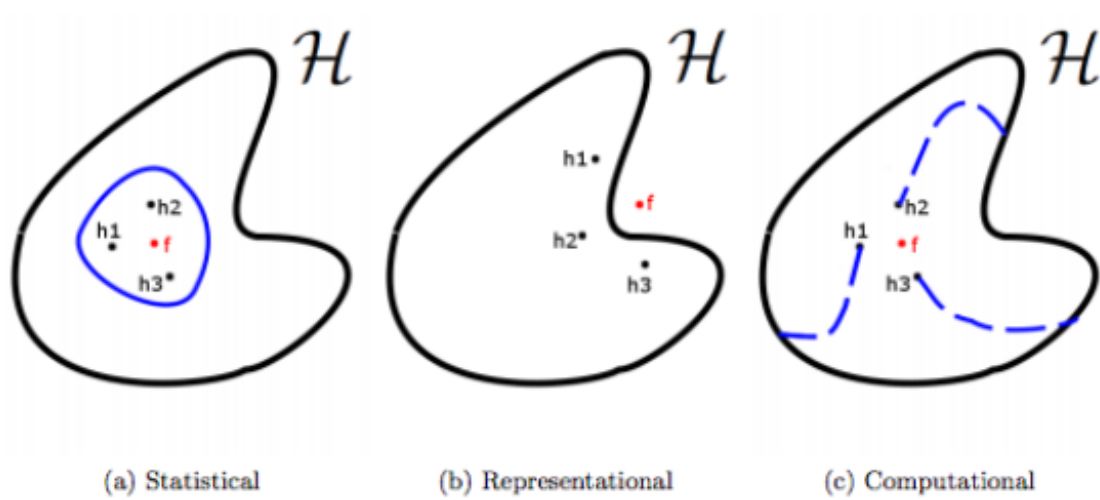 ℋ
h2
h1
f
h3
(a) Statistical
ℋ
h1
f
h2
h3
(b) Representational
ℋ
h2
h1
f
h3
(c) Computational